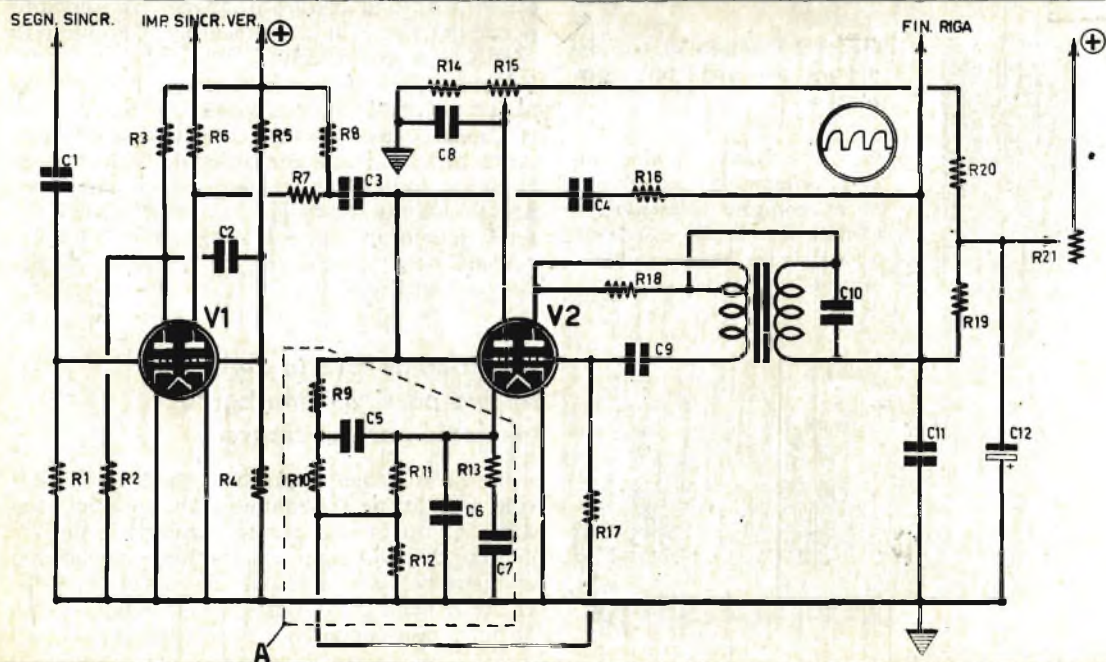 SEGN. SINCR. IMP. SINCR. VER. + FIN. RIGA +
R14 R15
R3 R6 R5 R8 C8
C1 R7 C3 C4 R16 R20
C2 R21
R18 C10 R19
V1 V2
C9
R9
C5 C11 C12
R1 R2 R4 R10 R11 R13 +
C6 R17
R12 C7
A